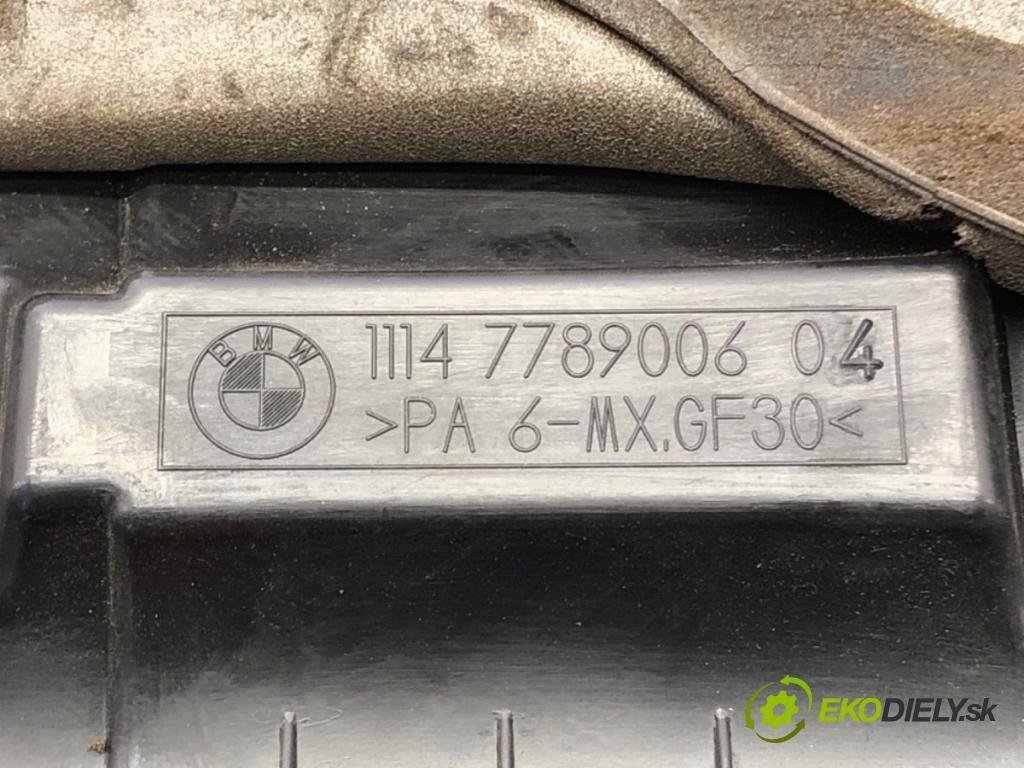 BMW
1114 7789006 04
>PA 6-MX.GF30<
EKODIELY.sk